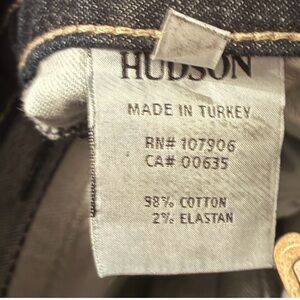 HUDSON
MADE IN TURKEY
RN# 107906
CA# 00635
98% COTTON
2% ELASTAN